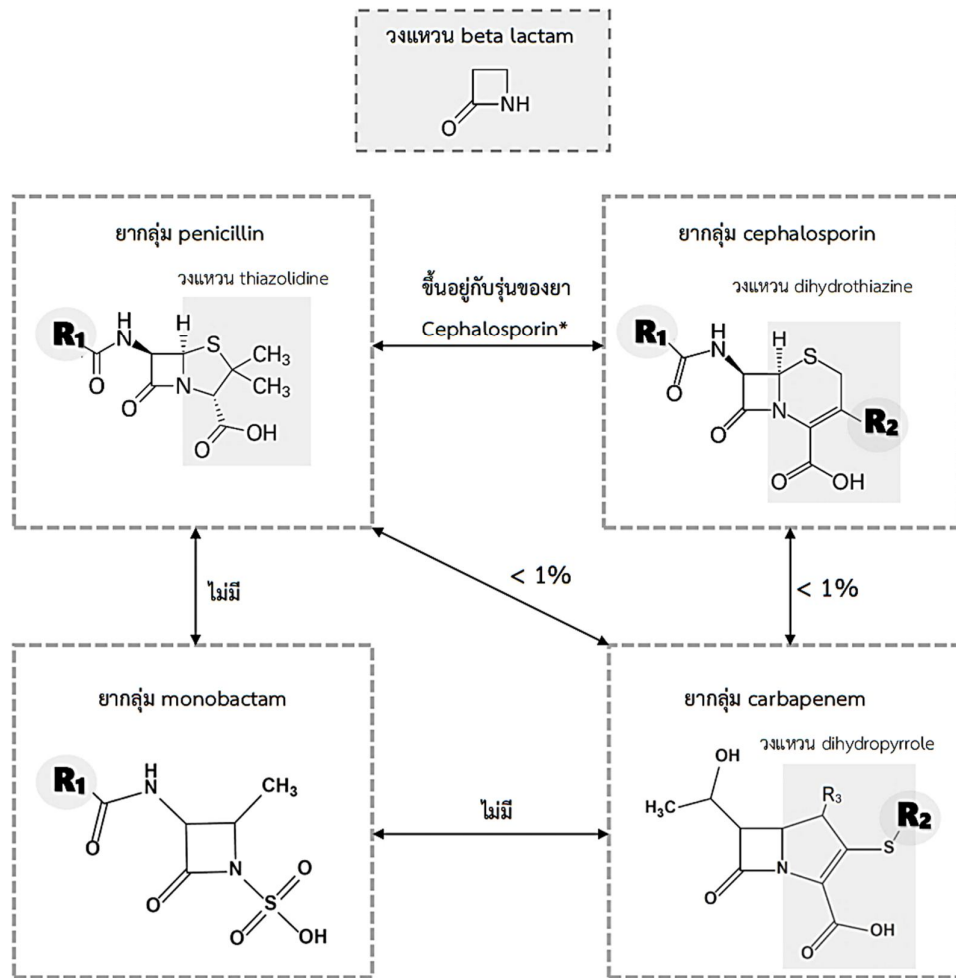 วงแหวน beta lactam
O
NH
ยากลุ่ม penicillin
วงแหวน thiazolidine
R1
H
N
H
S
CH3
CH3
O
O
N
O
OH
ขึ้นอยู่กับรุ่นของยา
Cephalosporin*
ยากลุ่ม cephalosporin
วงแหวน dihydrothiazine
R1
H
N
H
S
O
O
N
R2
O
OH
ไม่มี
< 1%
< 1%
ยากลุ่ม monobactam
R1
H
N
CH3
O
O
N
S
O
O
OH
ไม่มี
ยากลุ่ม carbapenem
วงแหวน dihydropyrrole
OH
H3C
R3
R2
S
O
N
O
OH